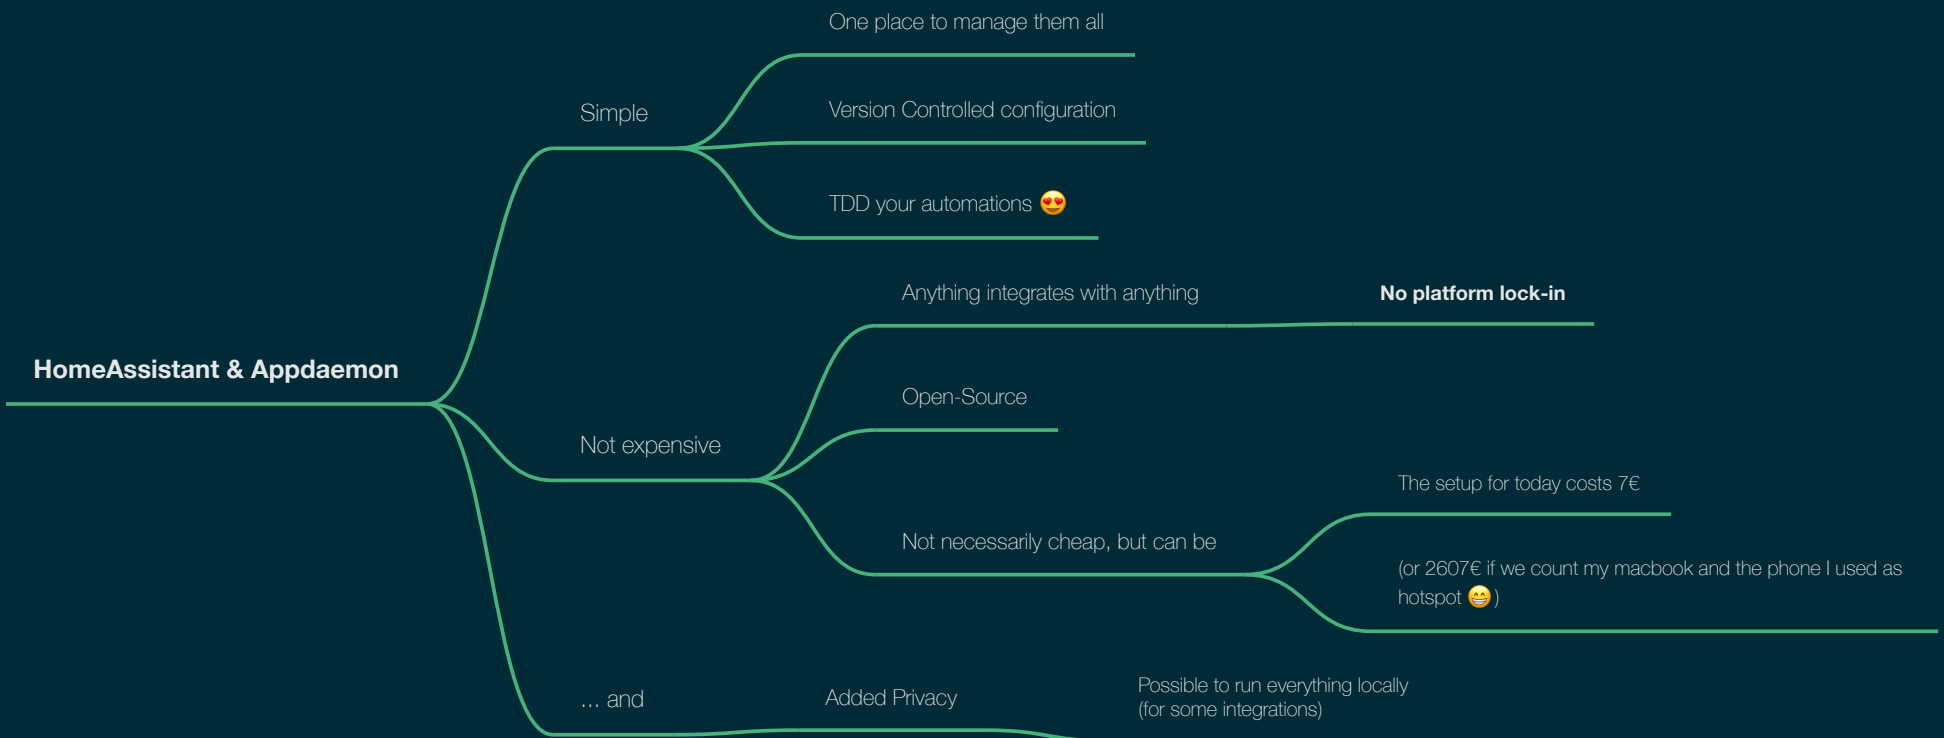 One place to manage them all
Simple
Version Controlled configuration
TDD your automations 😍
Anything integrates with anything
No platform lock-in
HomeAssistant & Appdaemon
Open-Source
Not expensive
The setup for today costs 7€
Not necessarily cheap, but can be
(or 2607€ if we count my macbook and the phone I used as
hotspot 😁)
... and
Added Privacy
Possible to run everything locally
(for some integrations)